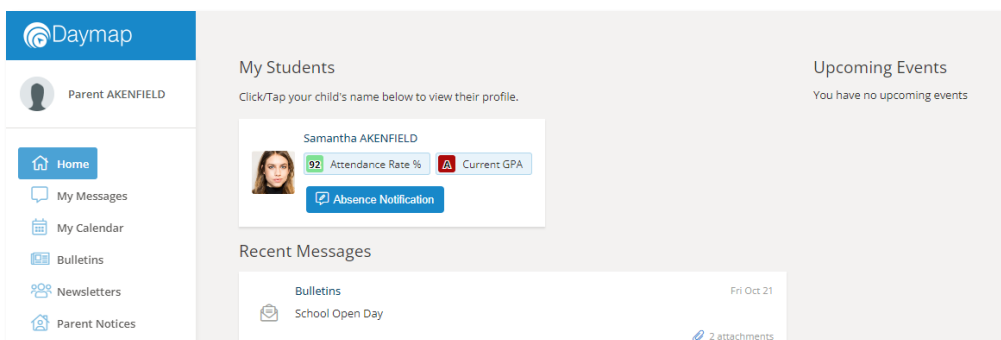 Daymap
Parent AKENFIELD
Home
My Messages
My Calendar
Bulletins
Newsletters
Parent Notices
My Students
Click/Tap your child's name below to view their profile.
Samantha AKENFIELD
92 Attendance Rate % A Current GPA
Absence Notification
Recent Messages
Bulletins Fri Oct 21
School Open Day
2 attachments
Upcoming Events
You have no upcoming events